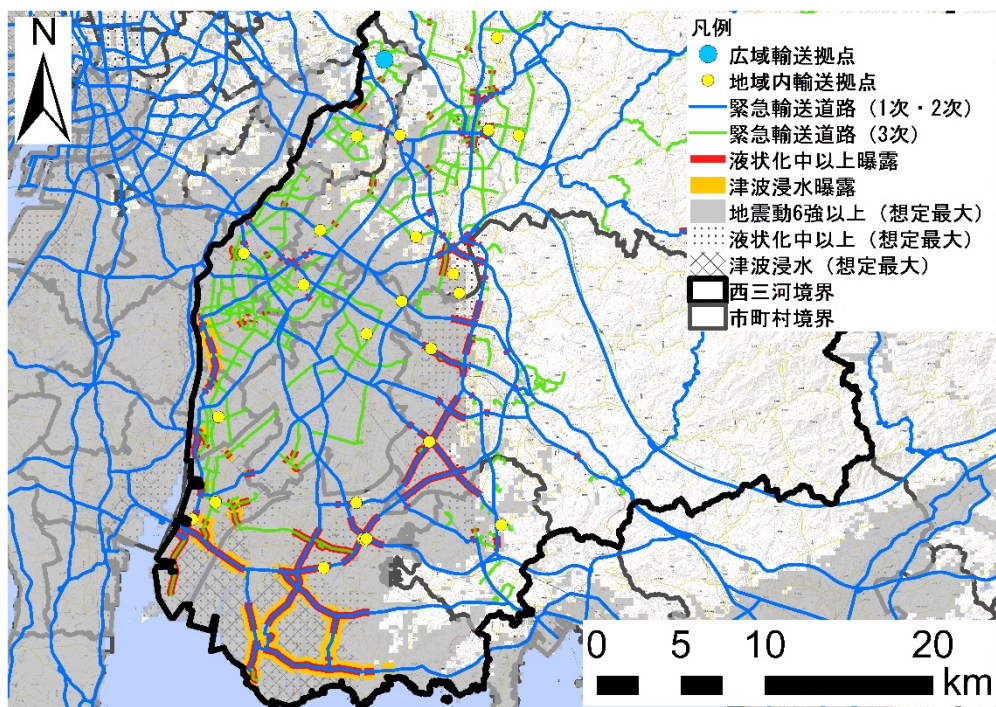 N
凡例
広域輸送拠点
地域内輸送拠点
緊急輸送道路（1次・2次）
緊急輸送道路（3次）
液状化中以上曝露
津波浸水曝露
地震動6強以上（想定最大）
液状化中以上（想定最大）
津波浸水（想定最大）
西三河境界
市町村境界
0 5 10 20
km